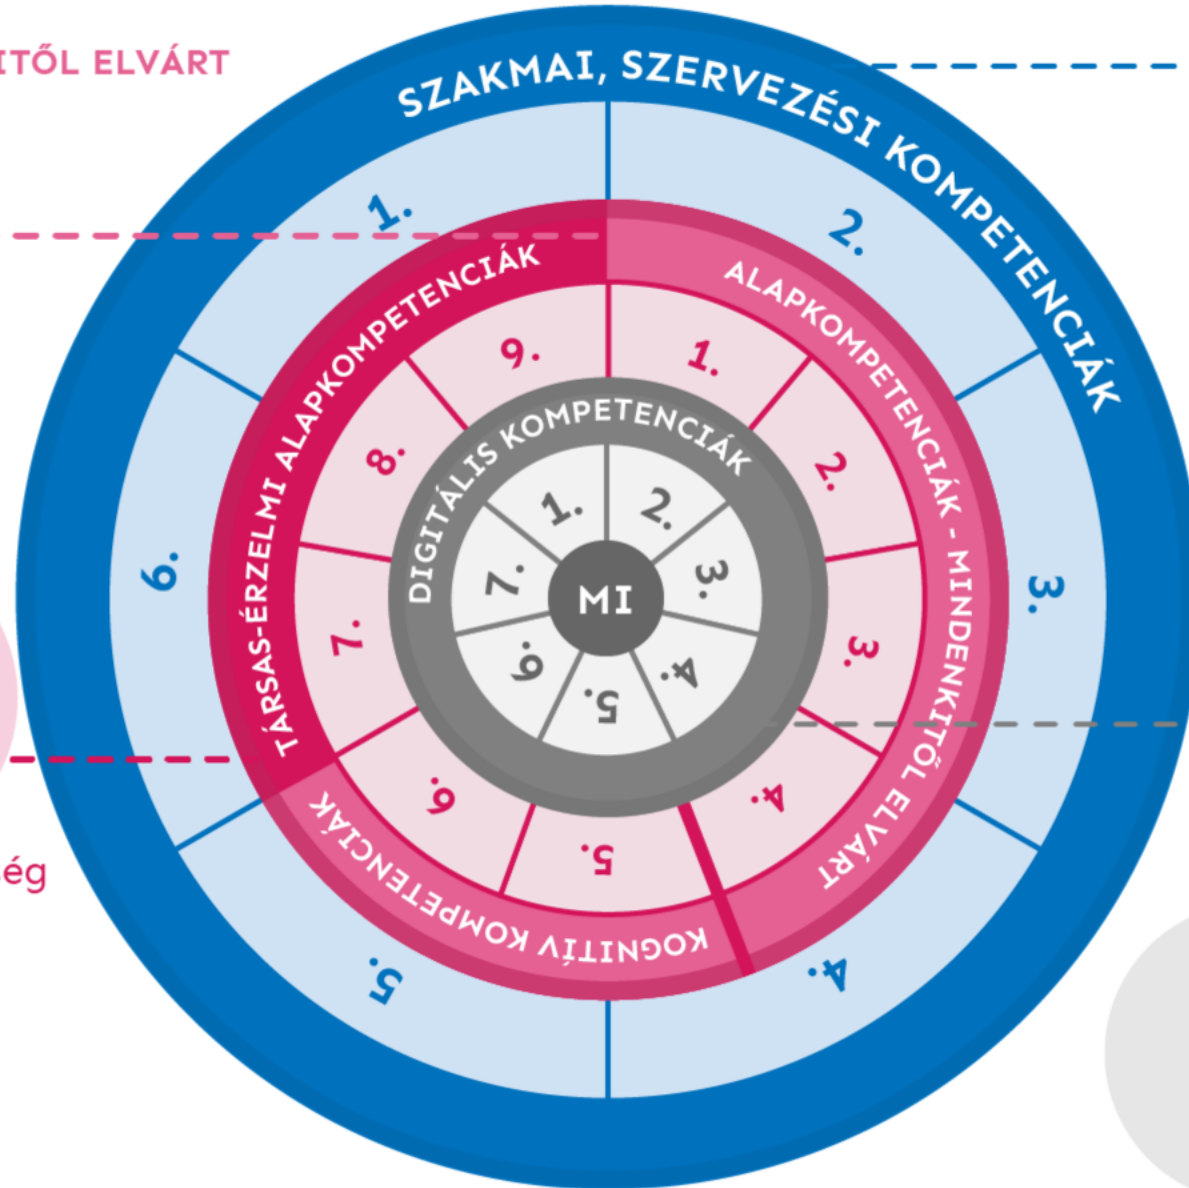 ITŐL ELVÁRT
SZAKMAI, SZERVEZÉSI KOMPETENCIÁK
1.
2.
3.
4.
5.
6.
ALAPKOMPETENCIÁK - MINDENKITŐL ELVÁRT
KOGNITÍV KOMPETENCIÁK
TÁRSAS-ÉRZELMI ALAPKOMPETENCIÁK
1.
2.
3.
4.
5.
6.
7.
8.
9.
DIGITÁLIS KOMPETENCIÁK
1.
2.
3.
4.
5.
6.
7.
MI
ég